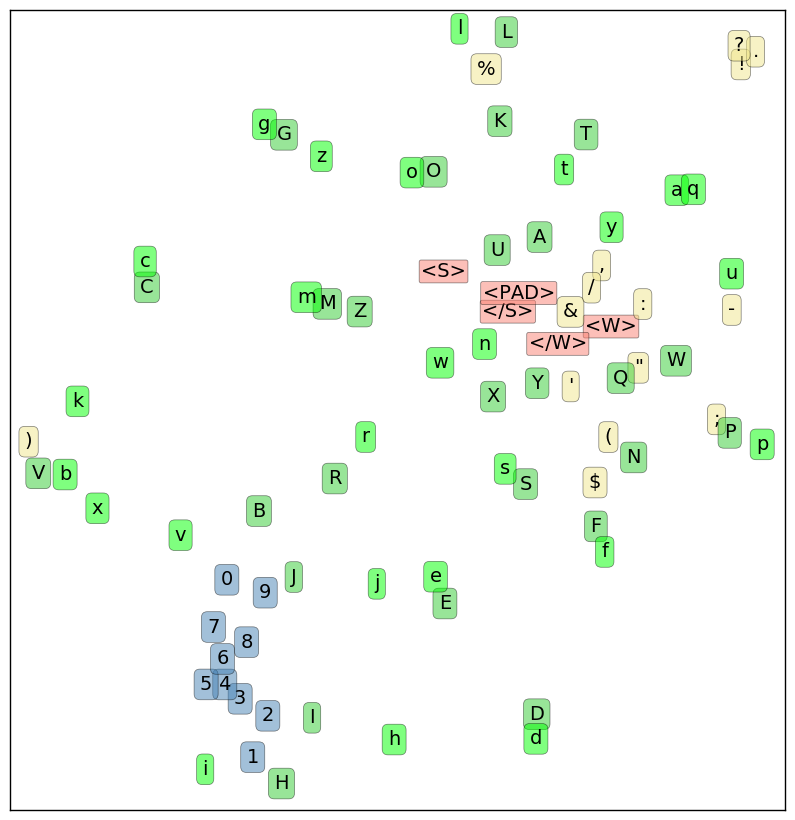 l L
% ? . !
g G K T
z o O t
a q
y
U A
c C <S> , u
m M Z <PAD> / : -
</S> & <W>
n </W>
w " W
X Y ' Q
k
; P p
) r ( N
V b s S $
x R
B F
v f
0 9 J j e
E
7 8
6
5 4 3
2 I D
h d
1
i H